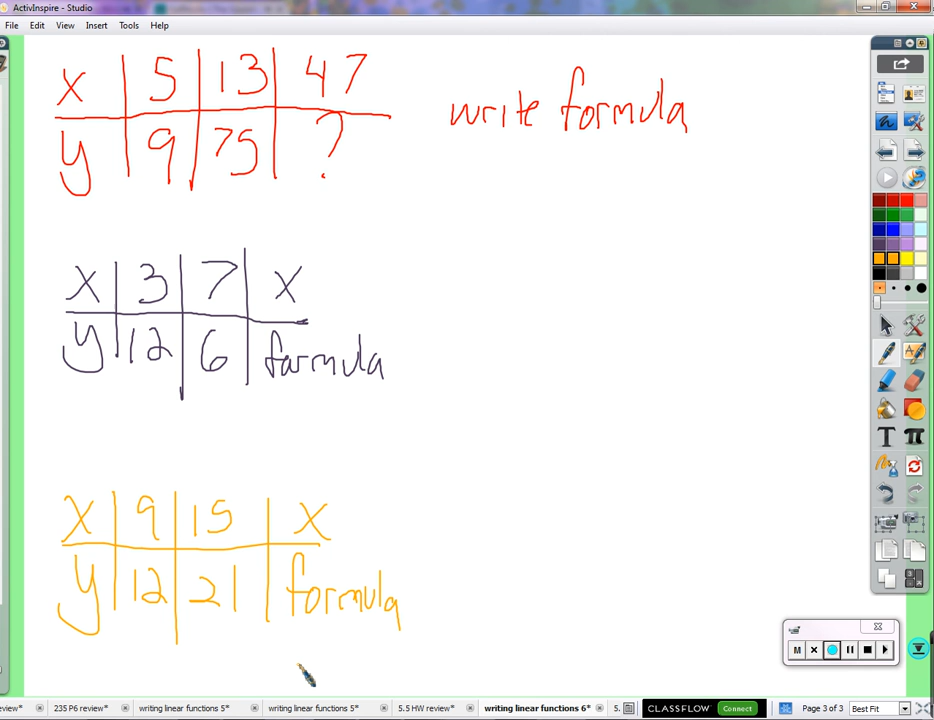 ActivInspire - Studio
File Edit View Insert Tools Help
x 5 13 47
y 9 75 ?
write formula
x 3 7 x
y 12 6 formula
x 9 15 x
y 12 21 formula
T π
M
review* 235 P6 review* writing linear functions 5* writing linear functions 5* 5.5 HW review* writing linear functions 6* 5. CLASSFLOW Connect Page 3 of 3 Best Fit